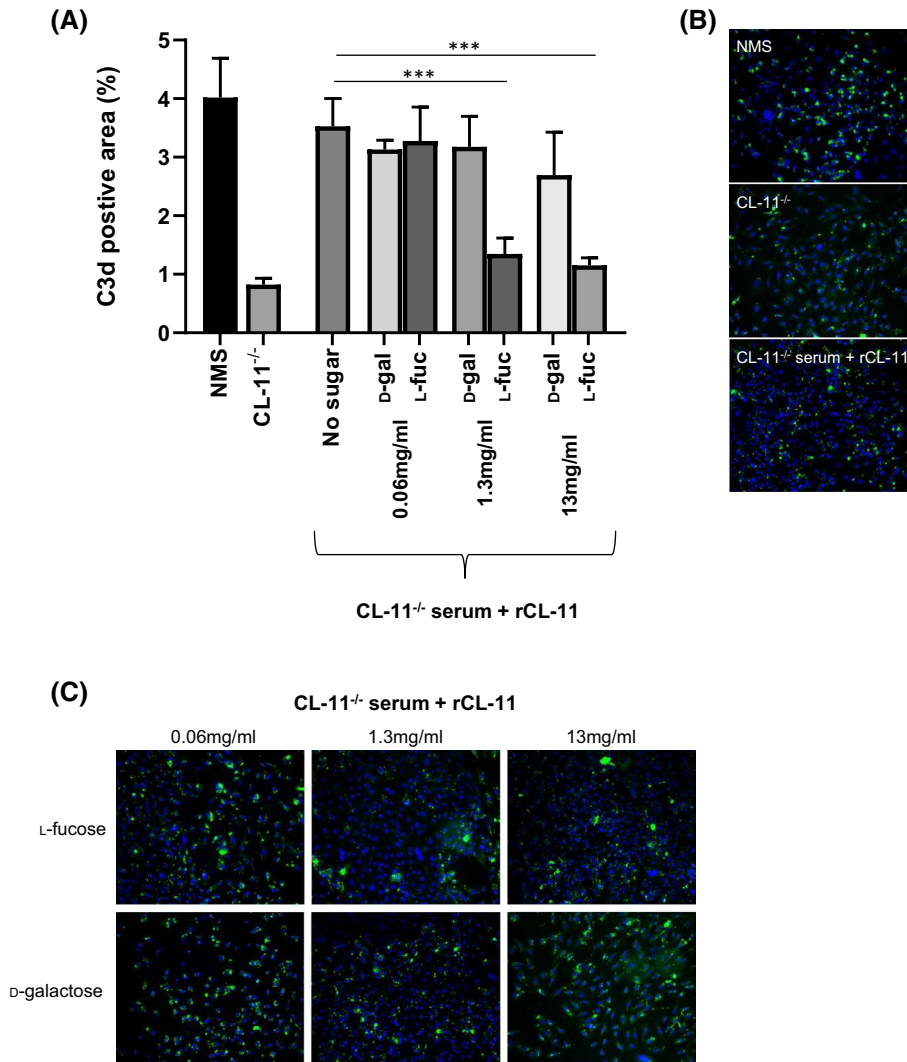 (A)
C3d postive area (%)
5
4
3
2
1
0
***
***
NMS
CL-11-/-
No sugar
D-gal
L-fuc
D-gal
L-fuc
D-gal
L-fuc
0.06mg/ml
1.3mg/ml
13mg/ml
CL-11-/- serum + rCL-11
(B)
NMS
CL-11-/-
CL-11-/- serum + rCL-11
(C)
CL-11-/- serum + rCL-11
0.06mg/ml 1.3mg/ml 13mg/ml
L-fucose
D-galactose